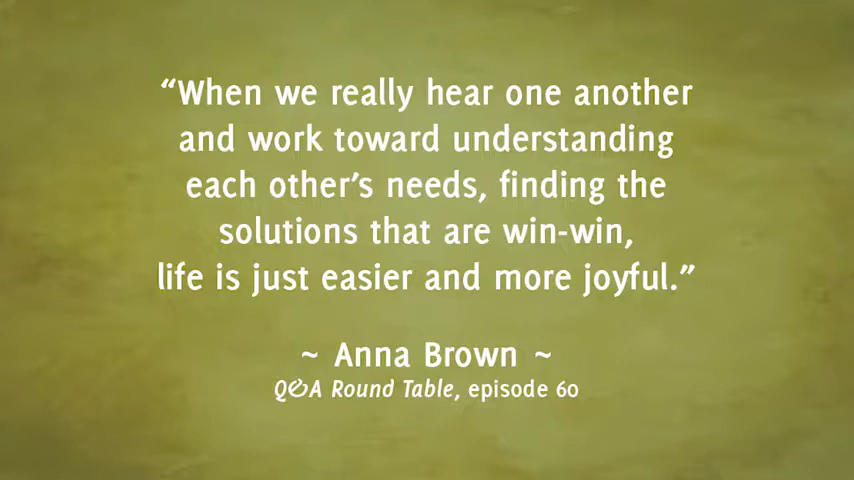 “When we really hear one another
and work toward understanding
each other’s needs, finding the
solutions that are win-win,
life is just easier and more joyful.”
~ Anna Brown ~
Q&A Round Table, episode 60